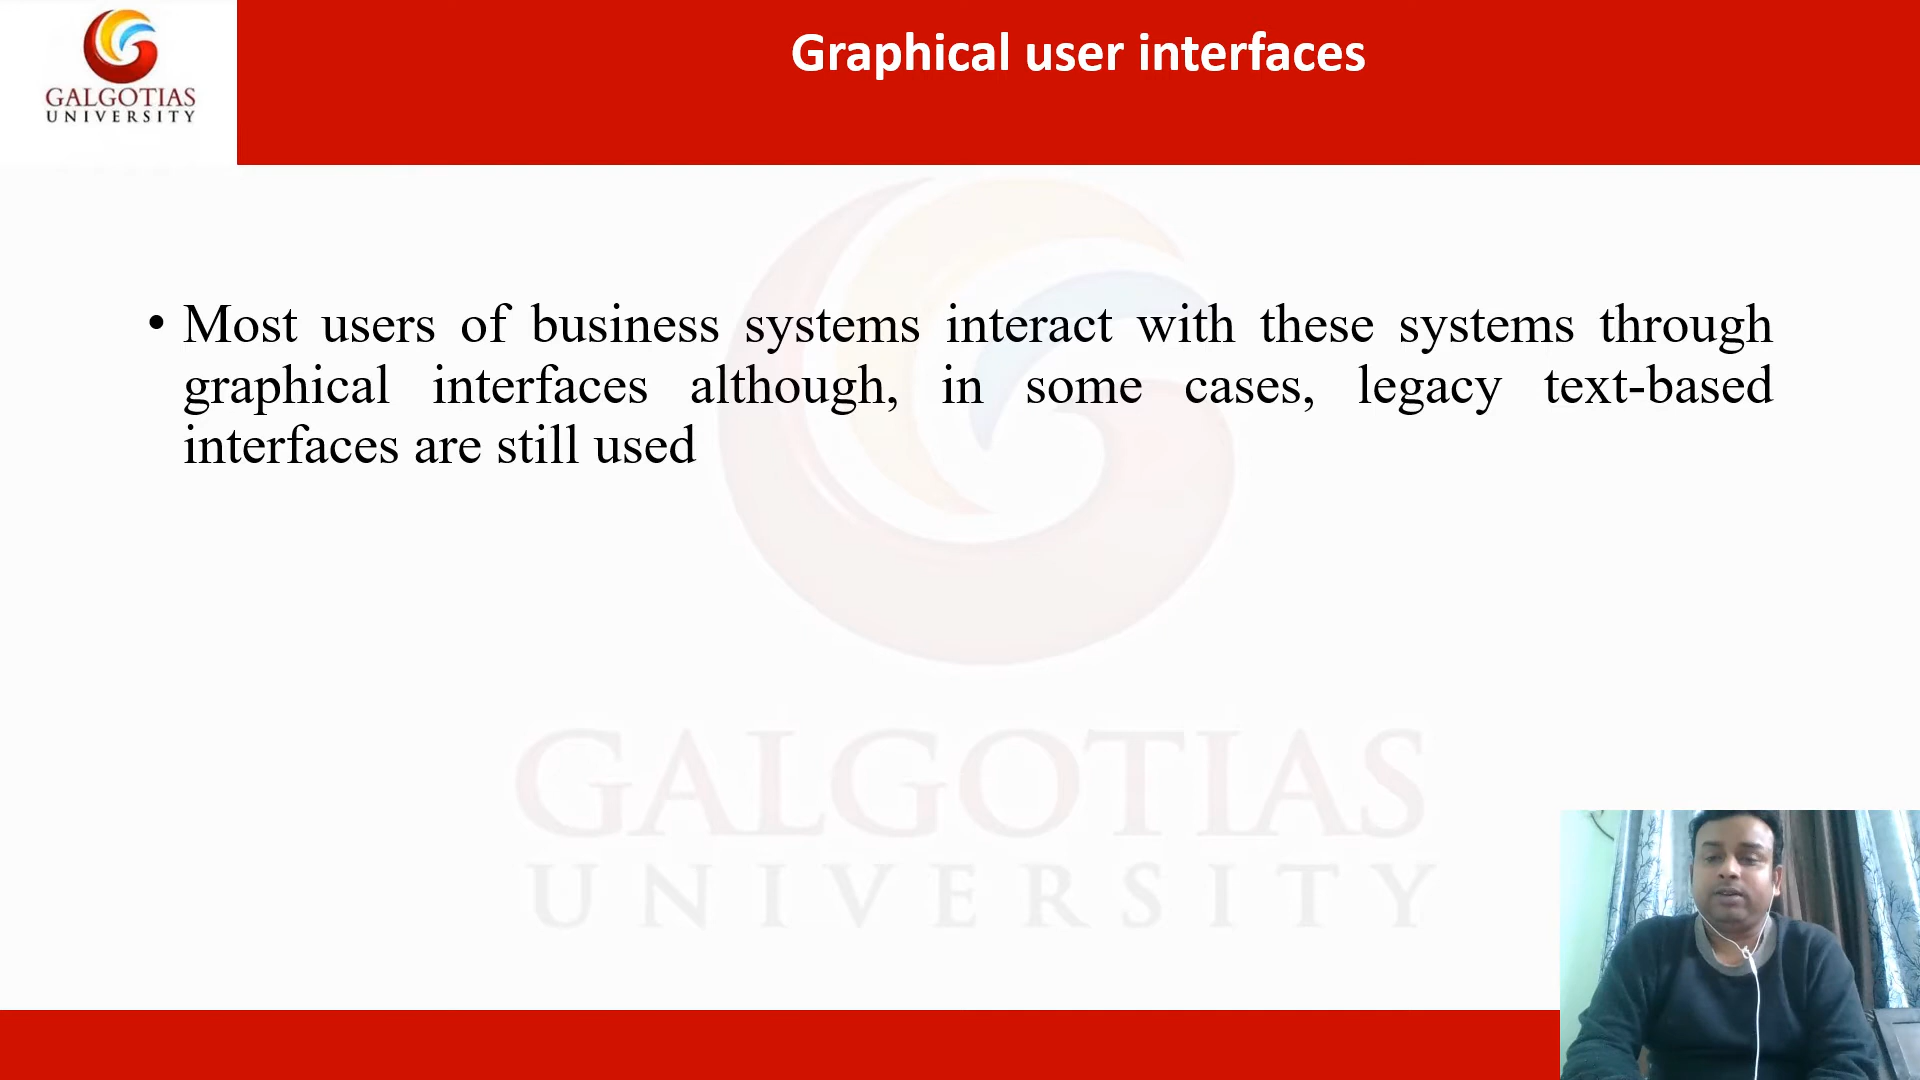 Graphical user interfaces
GALGOTIAS
UNIVERSITY
• Most users of business systems interact with these systems through
graphical interfaces although, in some cases, legacy text-based
interfaces are still used
GALGOTIAS
UNIVERSITY